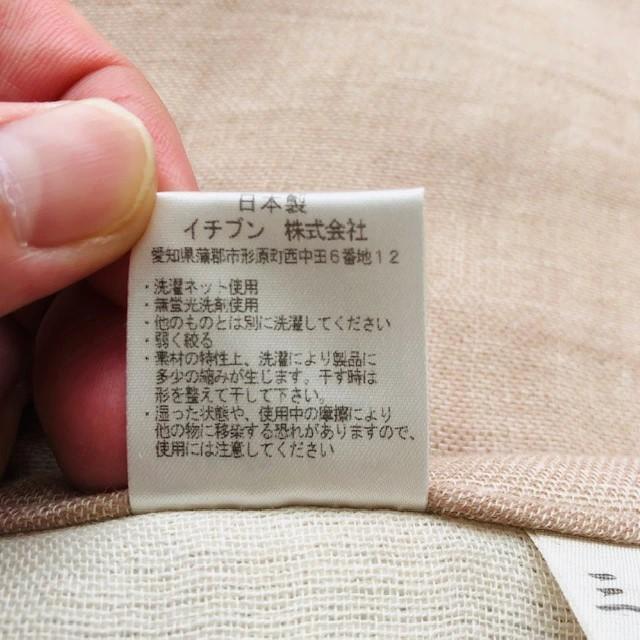 日本製
イチブン 株式会社
愛知県蒲郡市形原町西中田6番地12
・洗濯ネット使用
・無蛍光洗剤使用
・他のものとは別に洗濯してください
・弱く絞る
・素材の特性上、洗濯により製品に
多少の縮みが生じます。干す時は
形を整えて干して下さい。
・湿った状態や、使用中の摩擦により
他の物に移染する恐れがありますので、
使用には注意してください